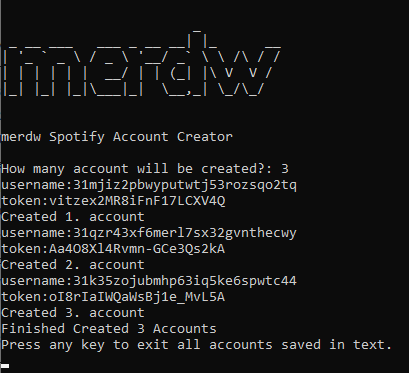 merdw
merdw Spotify Account Creator
How many account will be created?: 3
username:31mjiz2pbwyputwtj53rozsqo2tq
token:vitzex2MR8iFnF17LCXV4Q
Created 1. account
username:31qzr43xf6merl7sx32gvnthecwy
token:Aa4O8Xl4Rvmn-GCe3Qs2kA
Created 2. account
username:31k35zojubmhp63iq5ke6spwtc44
token:oI8rIaIWQaWsBj1e_MvL5A
Created 3. account
Finished Created 3 Accounts
Press any key to exit all accounts saved in text.